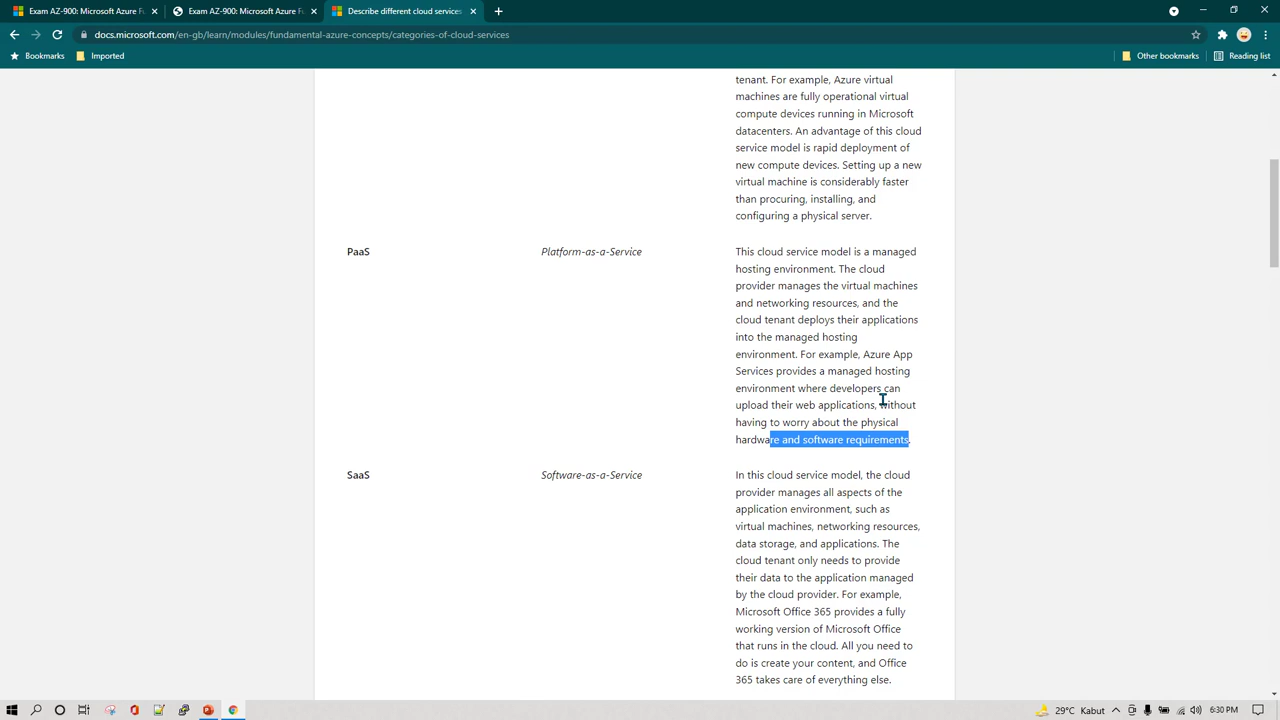 Exam AZ-900: Microsoft Azure Fu
Exam AZ-900: Microsoft Azure Fu
Describe different cloud services
docs.microsoft.com/en-gb/learn/modules/fundamental-azure-concepts/categories-of-cloud-services
Bookmarks
Imported
Other bookmarks
Reading list
tenant. For example, Azure virtual
machines are fully operational virtual
compute devices running in Microsoft
datacenters. An advantage of this cloud
service model is rapid deployment of
new compute devices. Setting up a new
virtual machine is considerably faster
than procuring, installing, and
configuring a physical server.
PaaS
Platform-as-a-Service
This cloud service model is a managed
hosting environment. The cloud
provider manages the virtual machines
and networking resources, and the
cloud tenant deploys their applications
into the managed hosting
environment. For example, Azure App
Services provides a managed hosting
environment where developers can
upload their web applications, without
having to worry about the physical
hardware and software requirements.
SaaS
Software-as-a-Service
In this cloud service model, the cloud
provider manages all aspects of the
application environment, such as
virtual machines, networking resources,
data storage, and applications. The
cloud tenant only needs to provide
their data to the application managed
by the cloud provider. For example,
Microsoft Office 365 provides a fully
working version of Microsoft Office
that runs in the cloud. All you need to
do is create your content, and Office
365 takes care of everything else.
29°C Kabut
6:30 PM